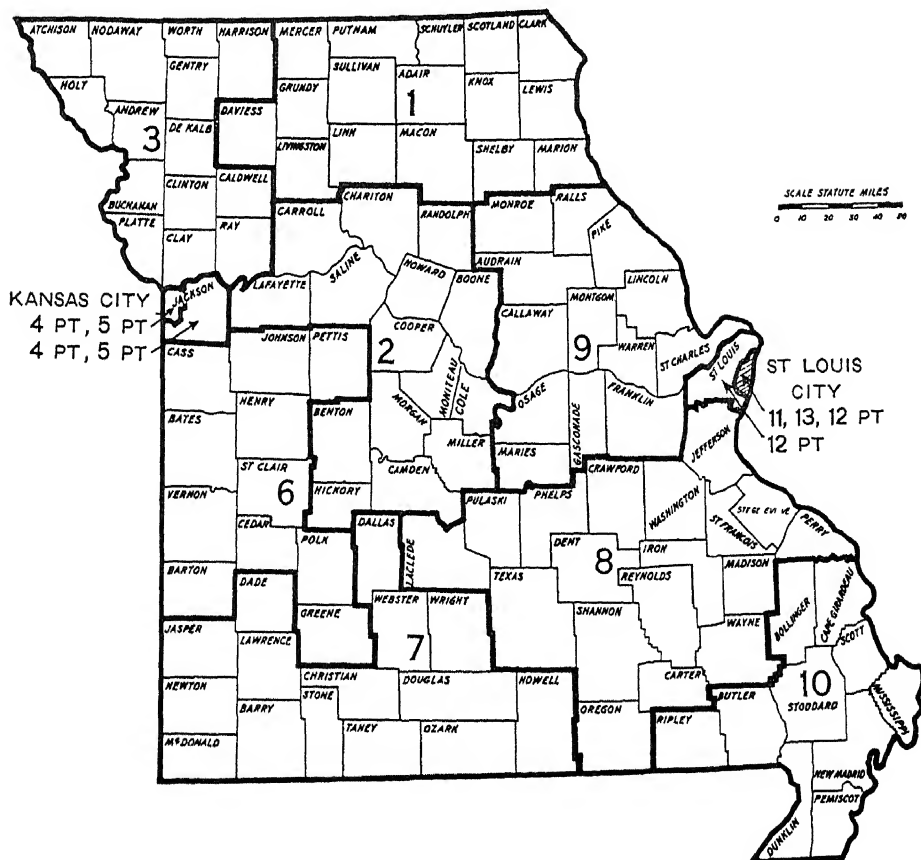 ATCHISON
NODAWAY
WORTH
HARRISON
MERCER
PUTNAM
SCHUYLER
SCOTLAND
CLARK
GENTRY
SULLIVAN
ADAIR
HOLT
GRUNDY
1
KNOX
LEWIS
ANDREW
DAVIESS
3
DE KALB
LINN
MACON
LIVINGSTON
SHELBY
MARION
CLINTON
CALDWELL
BUCHANAN
CHARITON
RALLS
PLATTE
CARROLL
RANDOLPH
MONROE
SCALE STATUTE MILES
0 10 20 30 40 50
RAY
CLAY
PIKE
AUDRAIN
SALINE
HOWARD
BOONE
LAFAYETTE
LINCOLN
JACKSON
KANSAS CITY
4 PT, 5 PT
4 PT, 5 PT
MONTGOM
CALLAWAY
COOPER
JOHNSON
PETTIS
CASS
2
9
WARREN
ST CHARLES
ST LOUIS
ST LOUIS
CITY
11, 13, 12 PT
12 PT
MONITEAU
COLE
OSAGE
GASCONADE
FRANKLIN
HENRY
BENTON
MORGAN
BATES
MILLER
MARIES
JEFFERSON
ST CLAIR
CAMDEN
CRAWFORD
6
HICKORY
VERNON
PULASKI
PHELPS
WASHINGTON
STE GE EVI VE
ST FRANCOIS
PERRY
CEDAR
DALLAS
POLK
DENT
8
IRON
LACLEDE
BARTON
DADE
TEXAS
REYNOLDS
MADISON
GREENE
WEBSTER
WRIGHT
SHANNON
BOLLINGER
CAPE GIRARDEAU
JASPER
WAYNE
LAWRENCE
7
SCOTT
CHRISTIAN
DOUGLAS
HOWELL
CARTER
10
NEWTON
STONE
BUTLER
STODDARD
MISSISSIPPI
BARRY
OREGON
TANEY
OZARK
RIPLEY
McDONALD
NEW MADRID
PEMISCOT
DUNKLIN